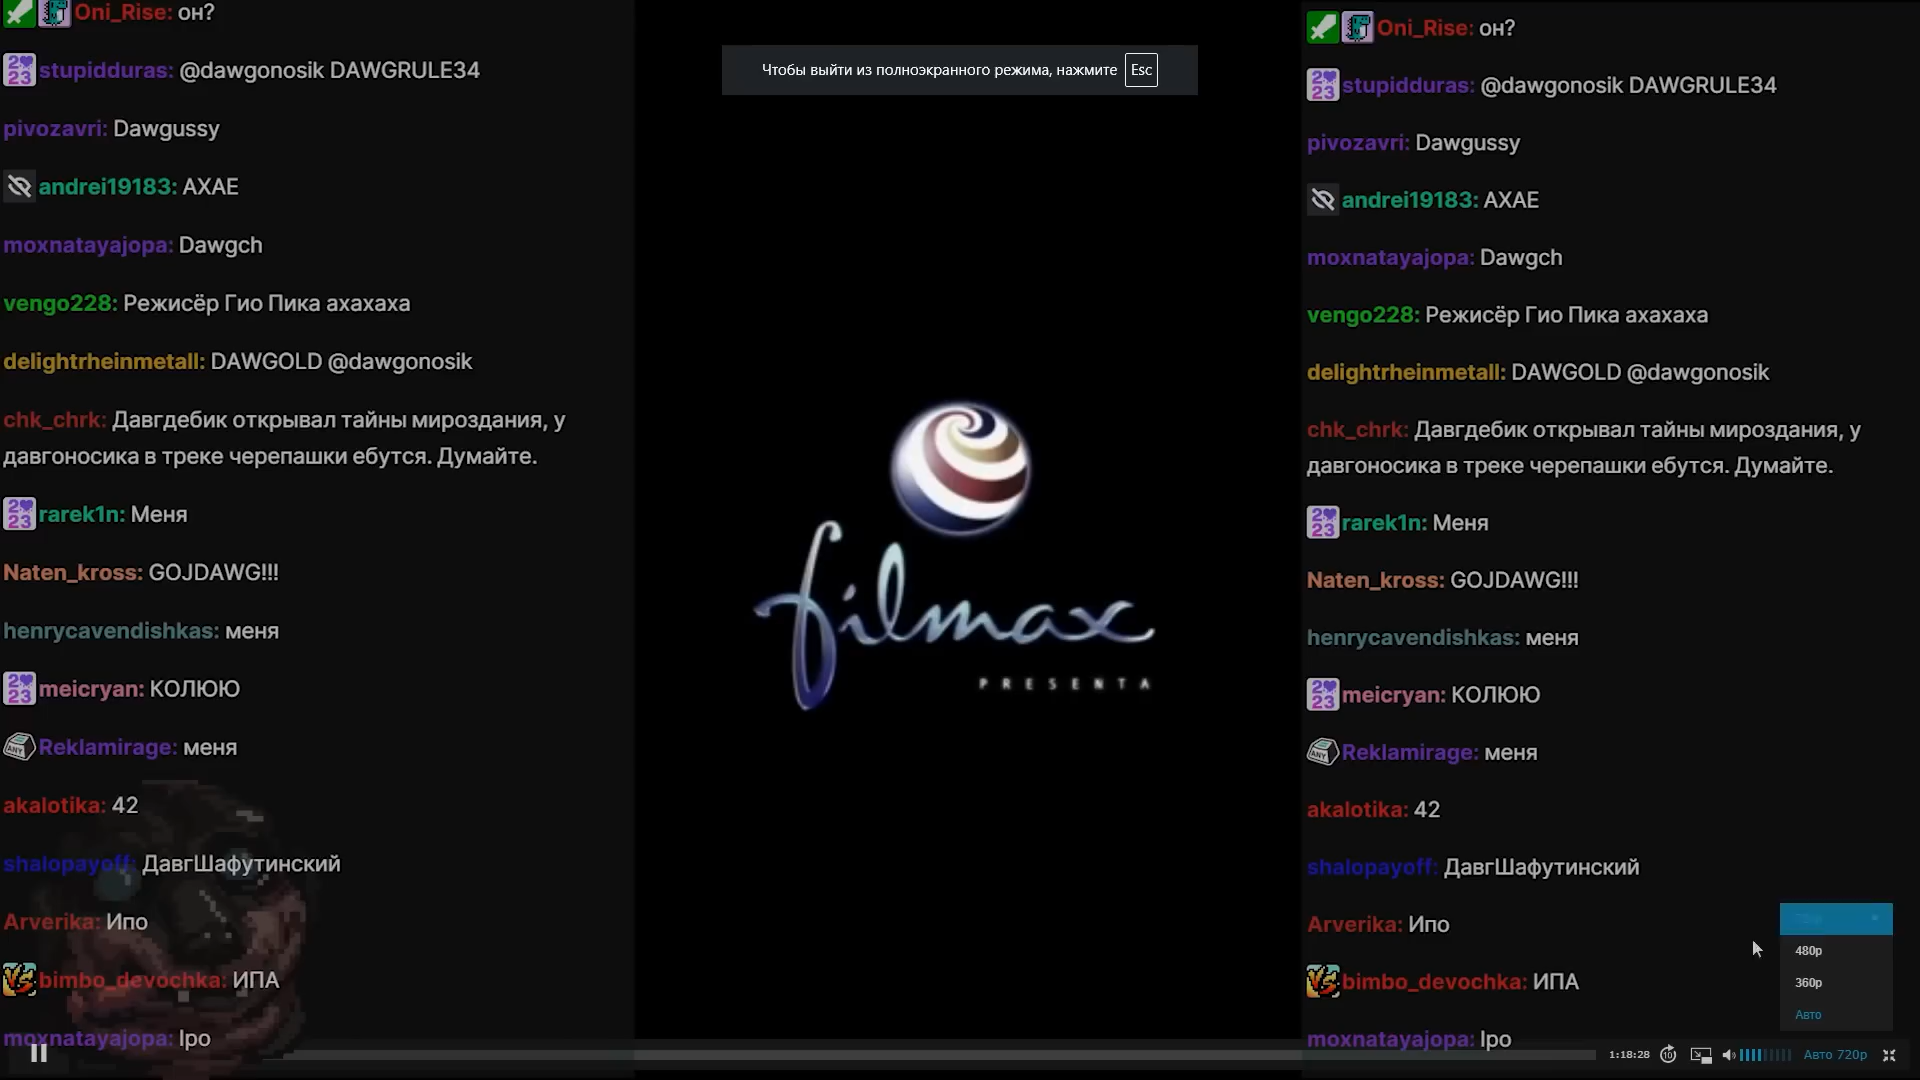 Oni_Rise: он?
stupidduras: @dawgonosik DAWGRULE34
pivozavri: Dawgussy
andrei19183: АХАЕ
moxnatayajopa: Dawgch
vengo228: Режисёр Гио Пика ахахаха
delightrheinmetall: DAWGOLD @dawgonosik
chk_chrk: Давгдебик открывал тайны мироздания, у
давгоносика в треке черепашки ебутся. Думайте.
rarek1n: Меня
Naten_kross: GOJDAWG!!!
henrycavendishkas: меня
meicryan: КОЛЮЮ
Reklamirage: меня
akalotika: 42
shalopayoff: ДавгШафутинский
Arverika: Ипо
bimbo_devochka: ИПА
moxnatayajopa: Ipo
Чтобы выйти из полноэкранного режима, нажмите Esc
filmax
PRESENTA
Oni_Rise: он?
stupidduras: @dawgonosik DAWGRULE34
pivozavri: Dawgussy
andrei19183: АХАЕ
moxnatayajopa: Dawgch
vengo228: Режисёр Гио Пика ахахаха
delightrheinmetall: DAWGOLD @dawgonosik
chk_chrk: Давгдебик открывал тайны мироздания, у
давгоносика в треке черепашки ебутся. Думайте.
rarek1n: Меня
Naten_kross: GOJDAWG!!!
henrycavendishkas: меня
meicryan: КОЛЮЮ
Reklamirage: меня
akalotika: 42
shalopayoff: ДавгШафутинский
Arverika: Ипо
bimbo_devochka: ИПА
moxnatayajopa: Ipo
480p
360p
Авто
1:18:28
10
Авто 720p